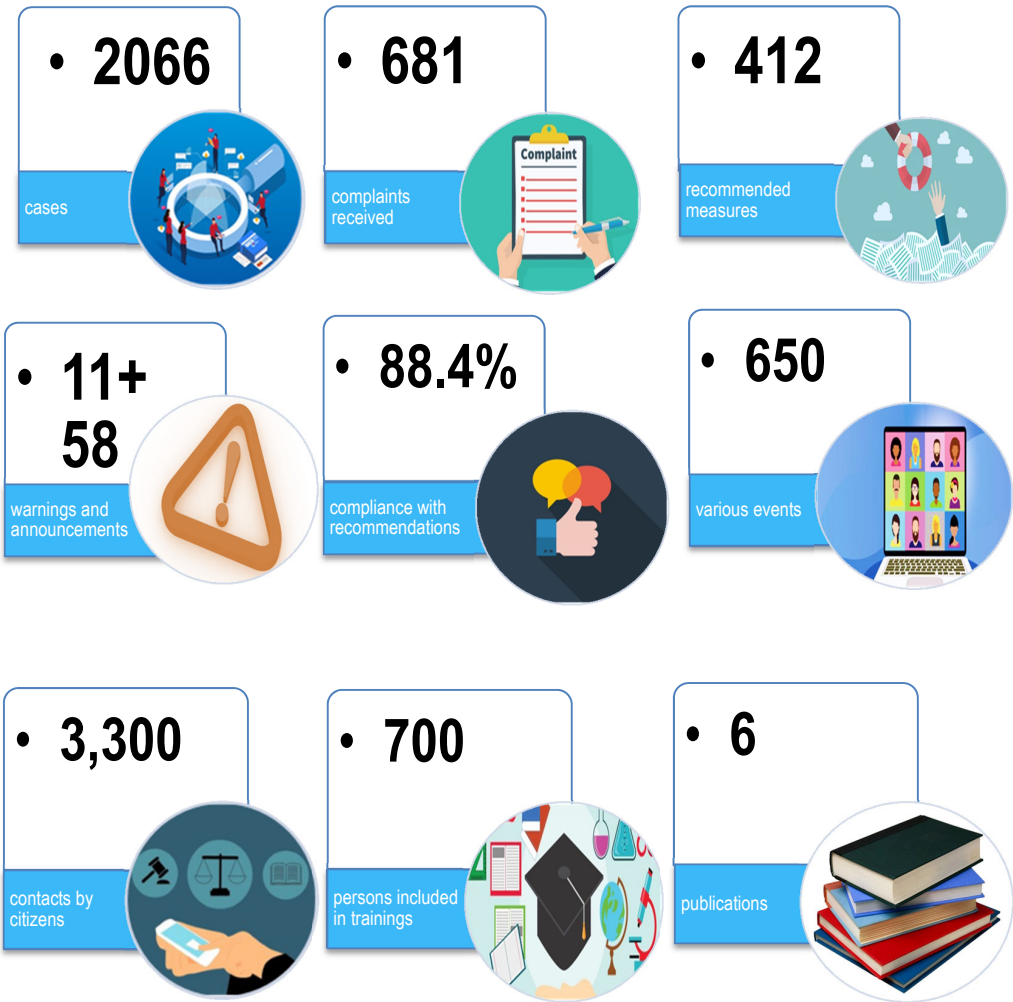 • 2066
cases
• 681
Complaint
complaints
received
• 412
recommended
measures
• 11+
58
warnings and
announcements
• 88.4%
compliance with
recommendations
• 650
various events
• 3,300
contacts by
citizens
• 700
persons included
in trainings
• 6
publications